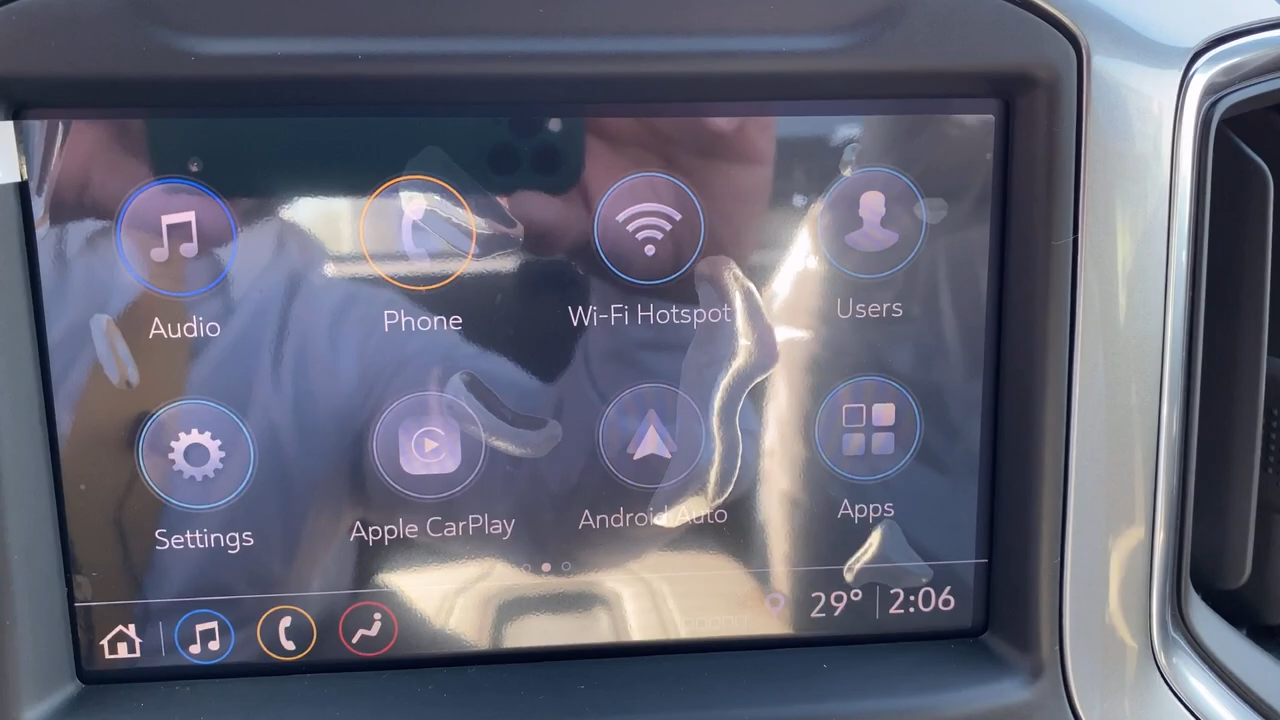 Audio
Phone
Wi-Fi Hotspot
Users
Settings
Apple CarPlay
Android Auto
Apps
29° 2:06